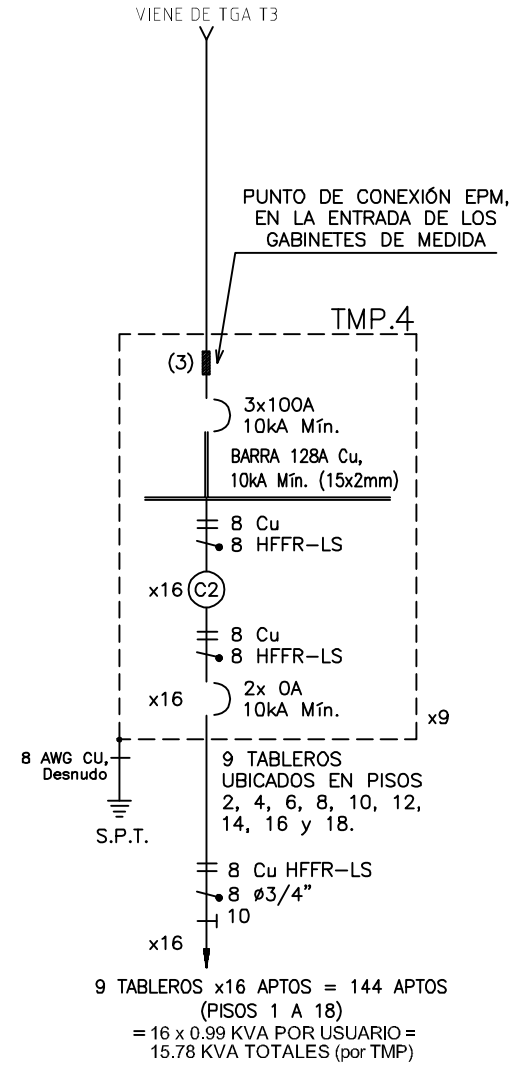 VIENE DE TGA T3
PUNTO DE CONEXIÓN EPM,
EN LA ENTRADA DE LOS
GABINETES DE MEDIDA
TMP.4
(3)
3x100A
10kA Mín.
BARRA 128A Cu,
10kA Mín. (15x2mm)
8 Cu
8 HFFR-LS
x16
C2
8 Cu
8 HFFR-LS
x16
2x 0A
10kA Mín.
x9
8 AWG CU,
Desnudo
S.P.T.
9 TABLEROS
UBICADOS EN PISOS
2, 4, 6, 8, 10, 12,
14, 16 y 18.
8 Cu HFFR-LS
8 ø3/4"
10
x16
9 TABLEROS x16 APTOS = 144 APTOS
(PISOS 1 A 18)
= 16 x 0.99 KVA POR USUARIO =
15.78 KVA TOTALES (por TMP)